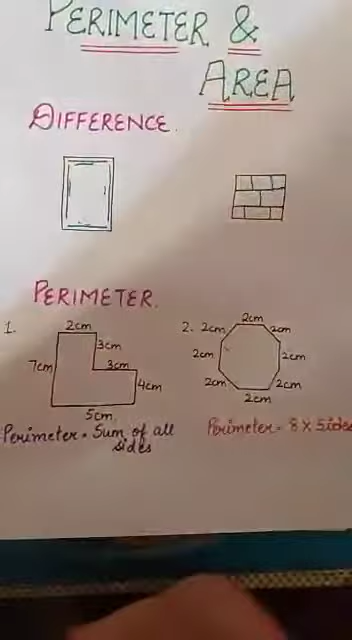 PERIMETER &
AREA
DIFFERENCE.
PERIMETER.
1.
2cm
3cm
7cm
3cm
4cm
5cm
Perimeter = Sum of all
sides
2.
2cm
2cm
2cm
2cm
2cm
2cm
2cm
2cm
Perimeter = 8 X Sides